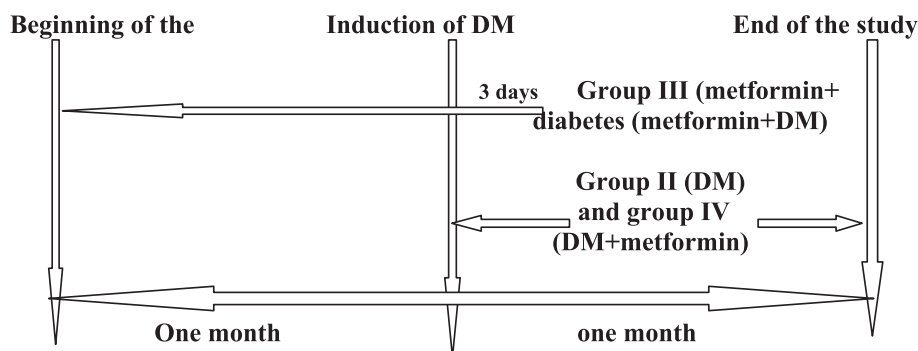 Beginning of the
Induction of DM
End of the study
3 days
Group III (metformin+
diabetes (metformin+DM)
Group II (DM)
and group IV
(DM+metformin)
One month
one month